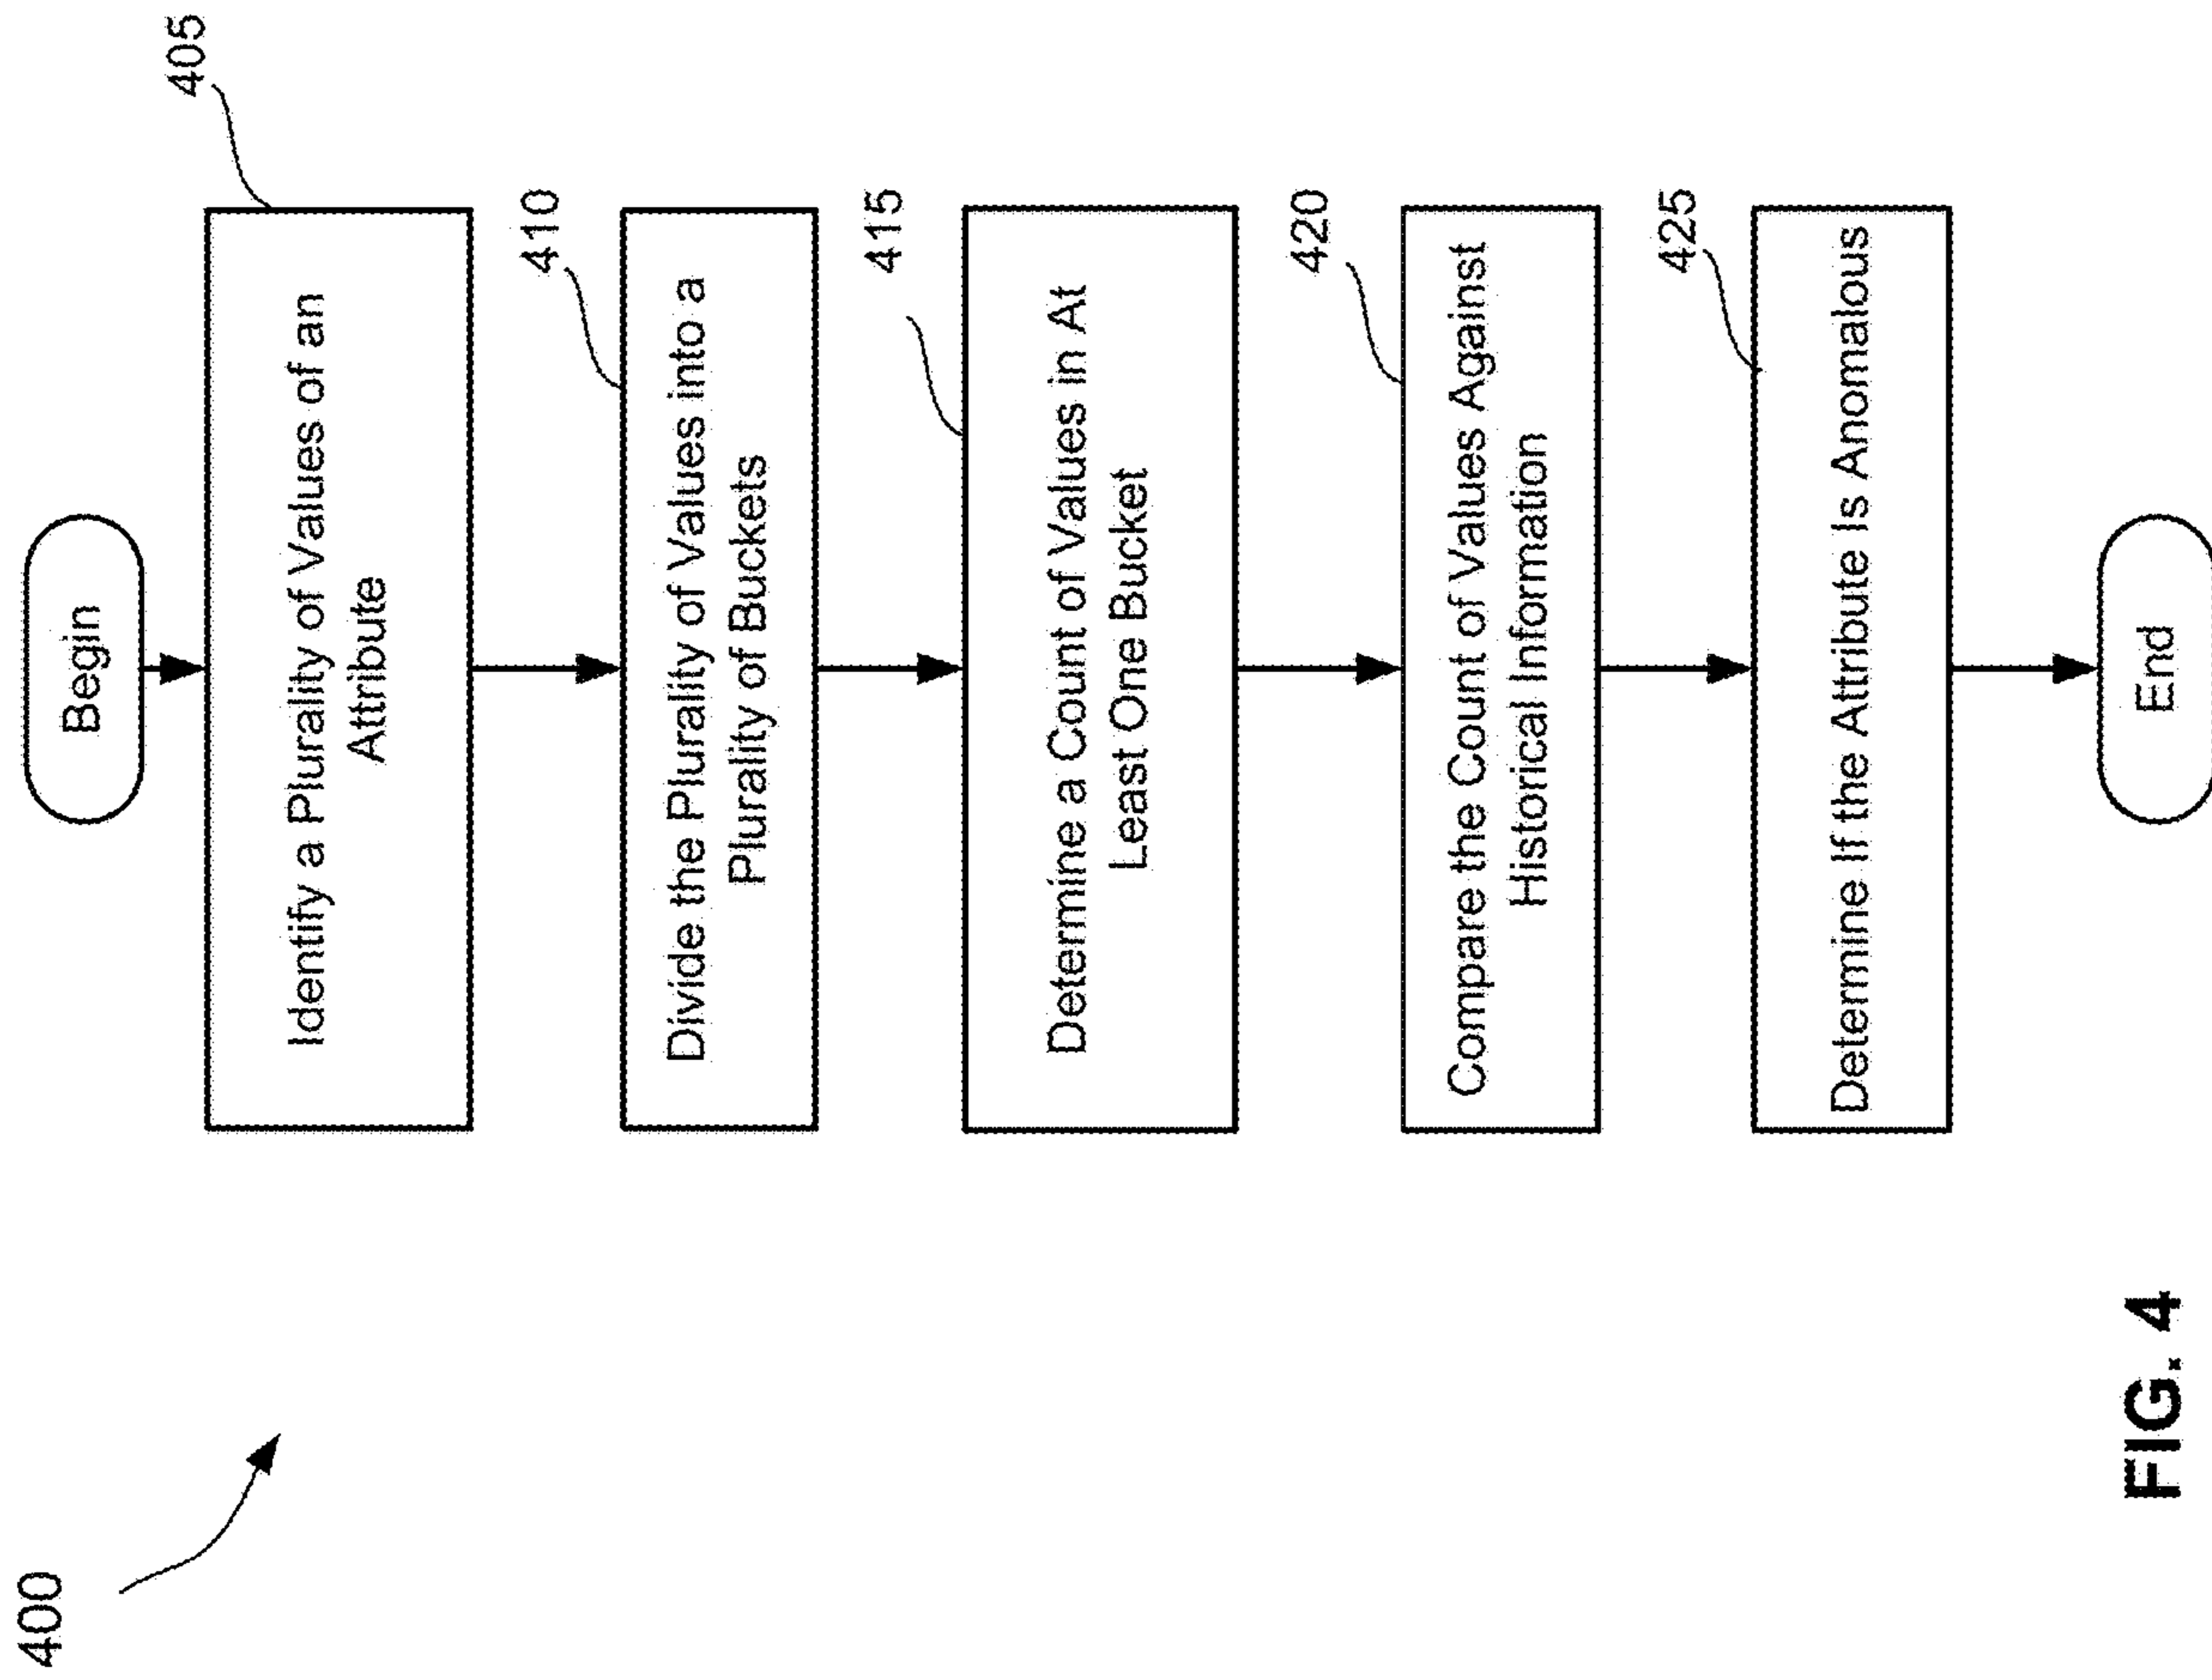 400
Begin
405
Identify a Plurality of Values of an
Attribute
410
Divide the Plurality of Values into a
Plurality of Buckets
415
Determine a Count of Values in At
Least One Bucket
420
Compare the Count of Values Against
Historical Information
425
Determine If the Attribute Is Anomalous
End
FIG. 4